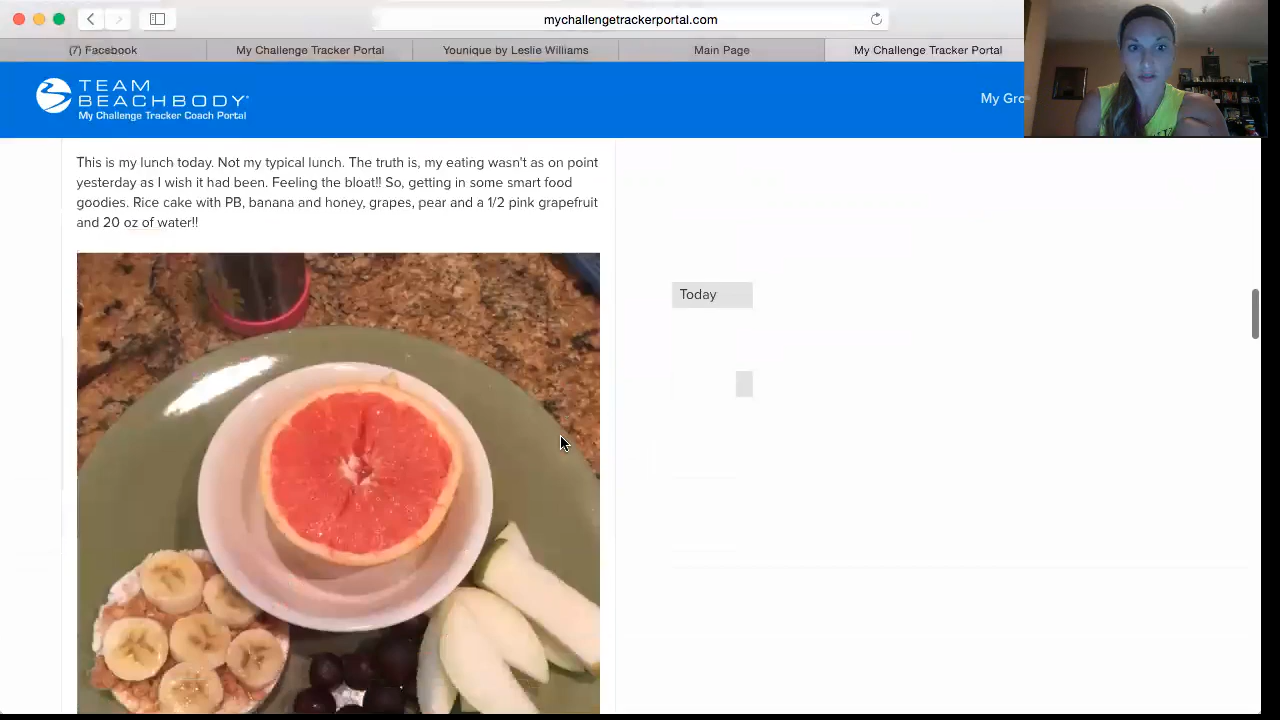 mychallengetrackerportal.com
(7) Facebook
My Challenge Tracker Portal
Younique by Leslie Williams
Main Page
My Challenge Tracker Portal
TEAM
BEACHBODY
My Challenge Tracker Coach Portal
My Gro
This is my lunch today. Not my typical lunch. The truth is, my eating wasn't as on point
yesterday as I wish it had been. Feeling the bloat!! So, getting in some smart food
goodies. Rice cake with PB, banana and honey, grapes, pear and a 1/2 pink grapefruit
and 20 oz of water!!
Today